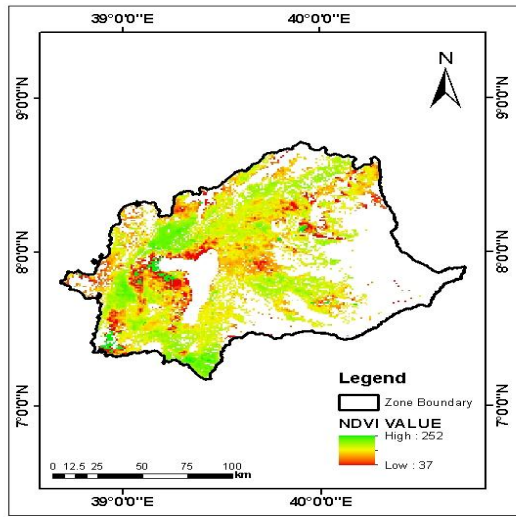 39°0'0"E 40°0'0"E
N
9°0'0"N 9°0'0"N
8°0'0"N 8°0'0"N
7°0'0"N 7°0'0"N
Legend
Zone Boundary
NDVI VALUE
High : 252
Low : 37
0 12.5 25 50 75 100
km
39°0'0"E 40°0'0"E